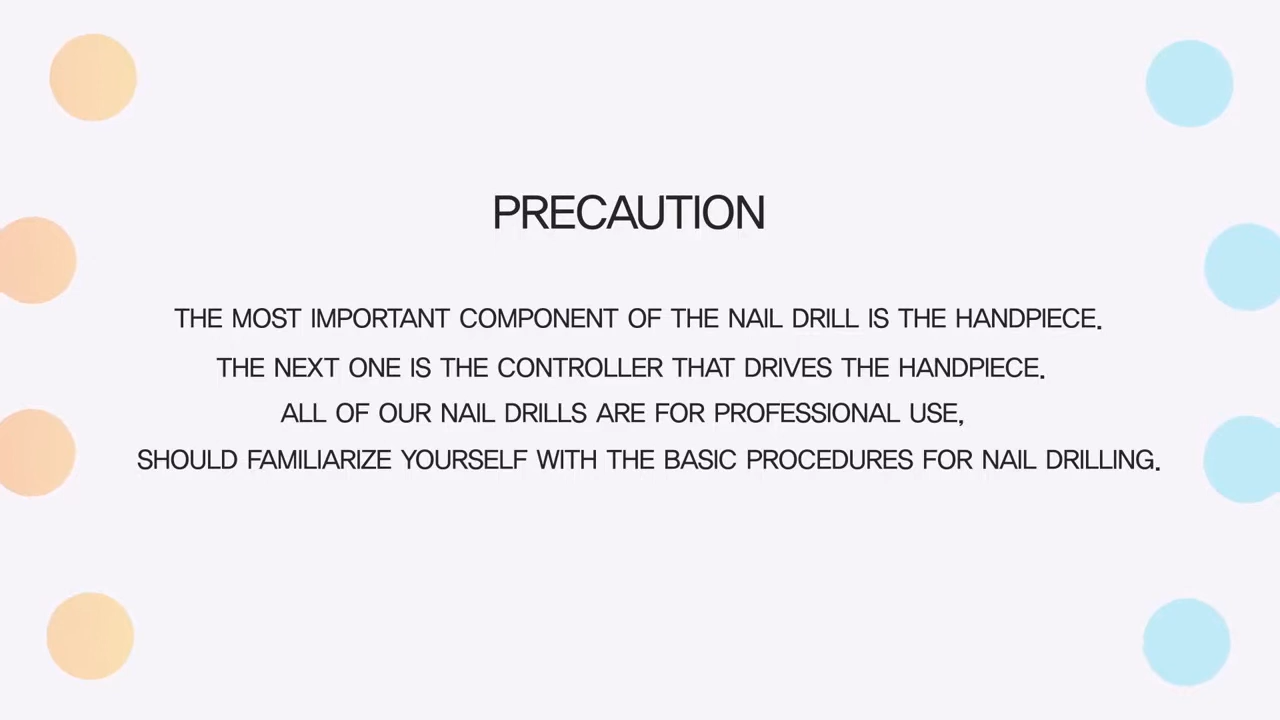 PRECAUTION
THE MOST IMPORTANT COMPONENT OF THE NAIL DRILL IS THE HANDPIECE.
THE NEXT ONE IS THE CONTROLLER THAT DRIVES THE HANDPIECE.
ALL OF OUR NAIL DRILLS ARE FOR PROFESSIONAL USE,
SHOULD FAMILIARIZE YOURSELF WITH THE BASIC PROCEDURES FOR NAIL DRILLING.